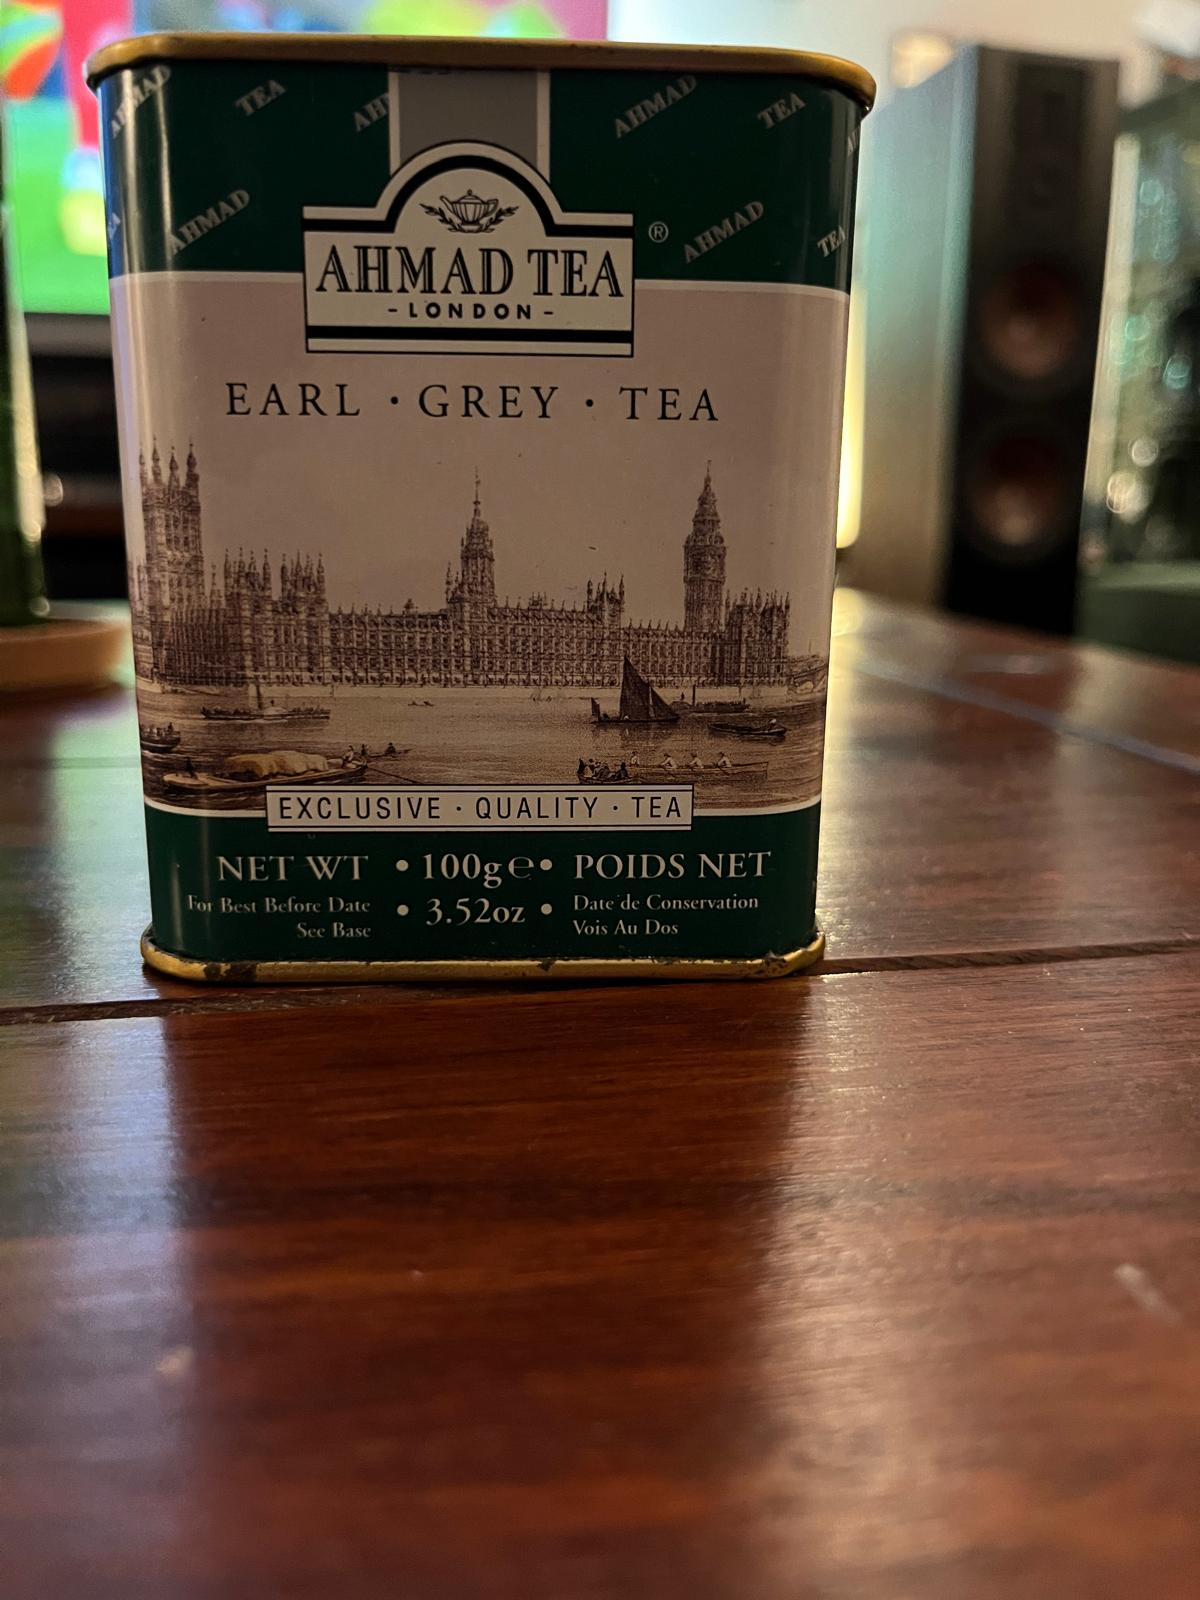 AHMAD TEA AHMAD TEA
AHMAD AHMAD TEA
AHMAD TEA ®
- LONDON -
EARL · GREY · TEA
EXCLUSIVE · QUALITY · TEA
NET WT • 100g ℮ • POIDS NET
For Best Before Date • 3.52oz • Date de Conservation
See Base Vois Au Dos